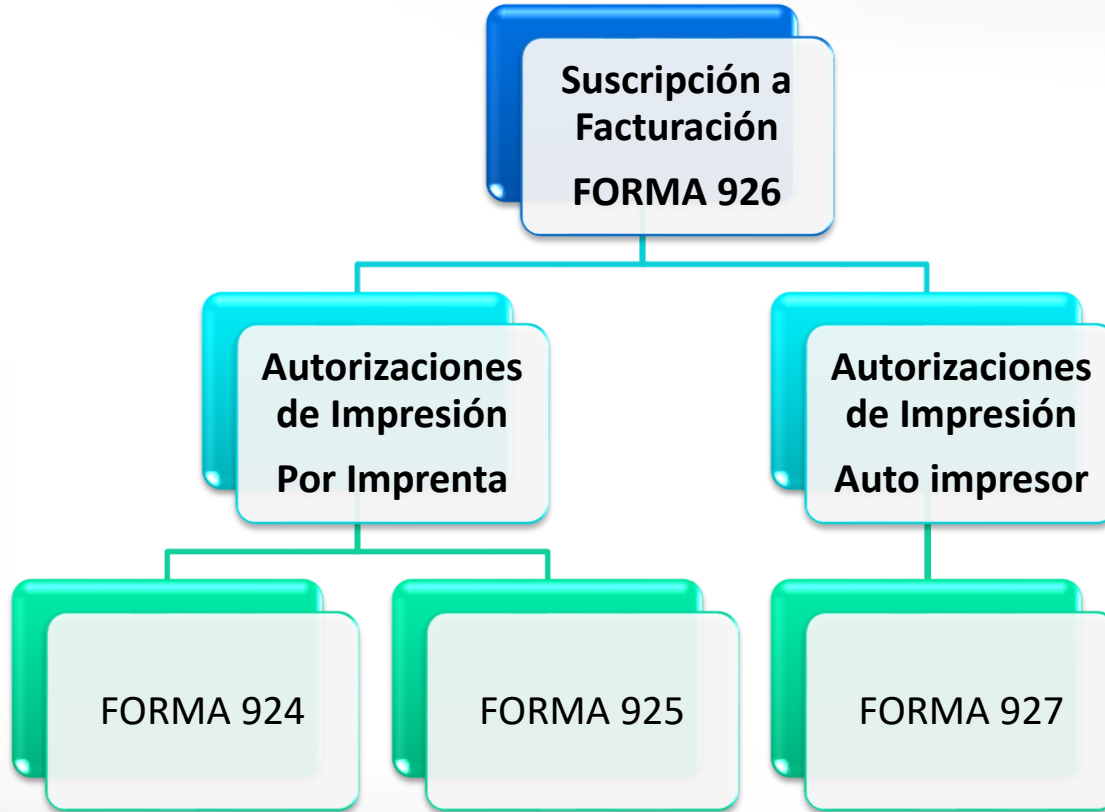 Suscripción a
Facturación
FORMA 926
Autorizaciones
de Impresión
Por Imprenta
Autorizaciones
de Impresión
Auto impresor
FORMA 924
FORMA 925
FORMA 927